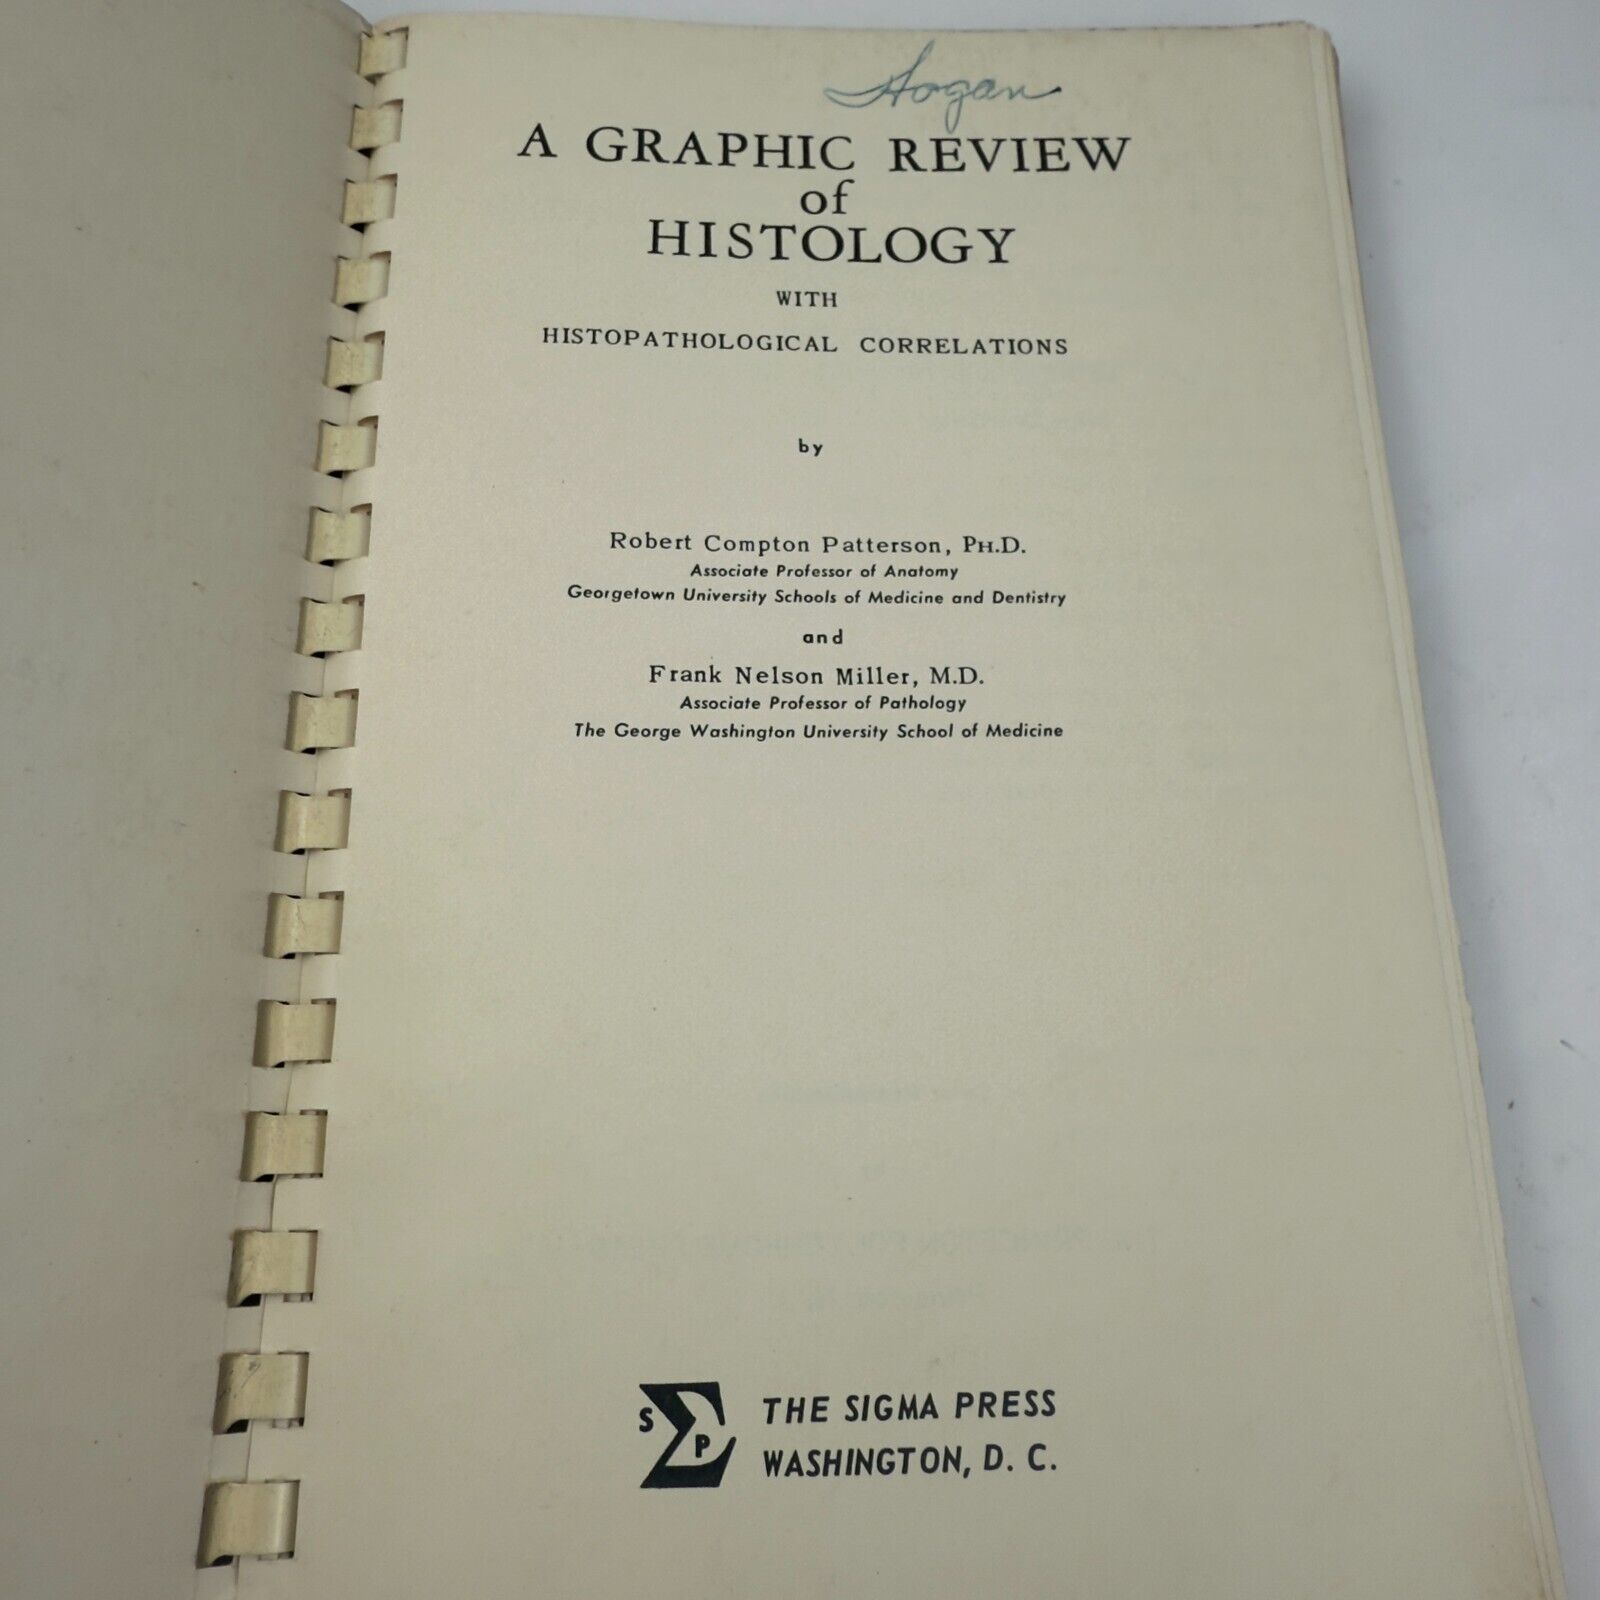 Hogan
A GRAPHIC REVIEW
of
HISTOLOGY
WITH
HISTOPATHOLOGICAL CORRELATIONS
by
Robert Compton Patterson, PH.D.
Associate Professor of Anatomy
Georgetown University Schools of Medicine and Dentistry
and
Frank Nelson Miller, M.D.
Associate Professor of Pathology
The George Washington University School of Medicine
S Σ P
THE SIGMA PRESS
WASHINGTON, D. C.